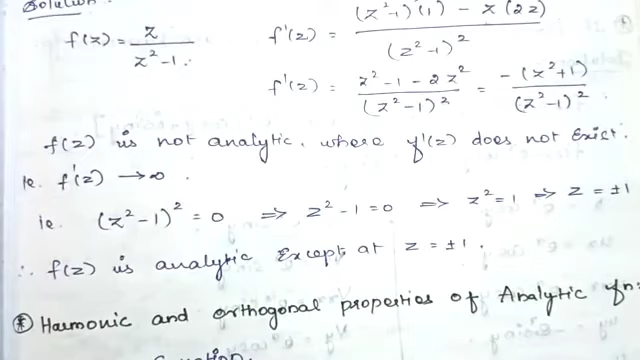 Solution:
f(z) = z / (z² - 1) . f'(z) = ((z²-1)(1) - z(2z)) / (z²-1)²
f'(z) = (z² - 1 - 2z²) / (z²-1)² = -(z²+1) / (z²-1)² .
f(z) is not analytic, where f'(z) does not exist.
ie. f'(z) → ∞ .
ie. (z²-1)² = 0 ⇒ z²-1 = 0 ⇒ z² = 1 ⇒ z = ±1
∴ f(z) is analytic Except at z = ±1 .
* Harmonic and orthogonal properties of Analytic fn:
Equation.